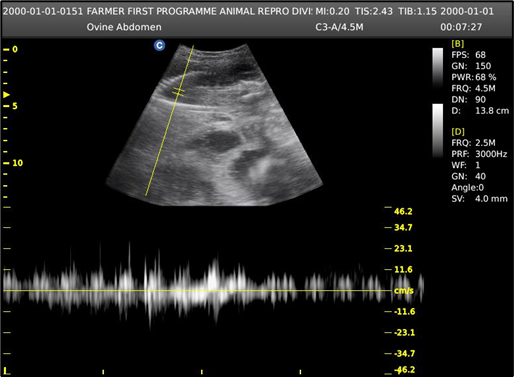 2000-01-01-0151 FARMER FIRST PROGRAMME ANIMAL REPRO DIVI: MI:0.20 TIS:2.43 TIB:1.15 2000-01-01
Ovine Abdomen C3-A/4.5M 00:07:27
C
0
5
10
[B]
FPS: 68
GN: 150
PWR: 68 %
FRQ: 4.5M
DN: 90
D: 13.8 cm
[D]
FRQ: 2.5M
PRF: 3000Hz
WF: 1
GN: 40
Angle:0
SV: 4.0 mm
46.2
34.7
23.1
11.6
cm/s
-11.6
-23.1
-34.7
-46.2